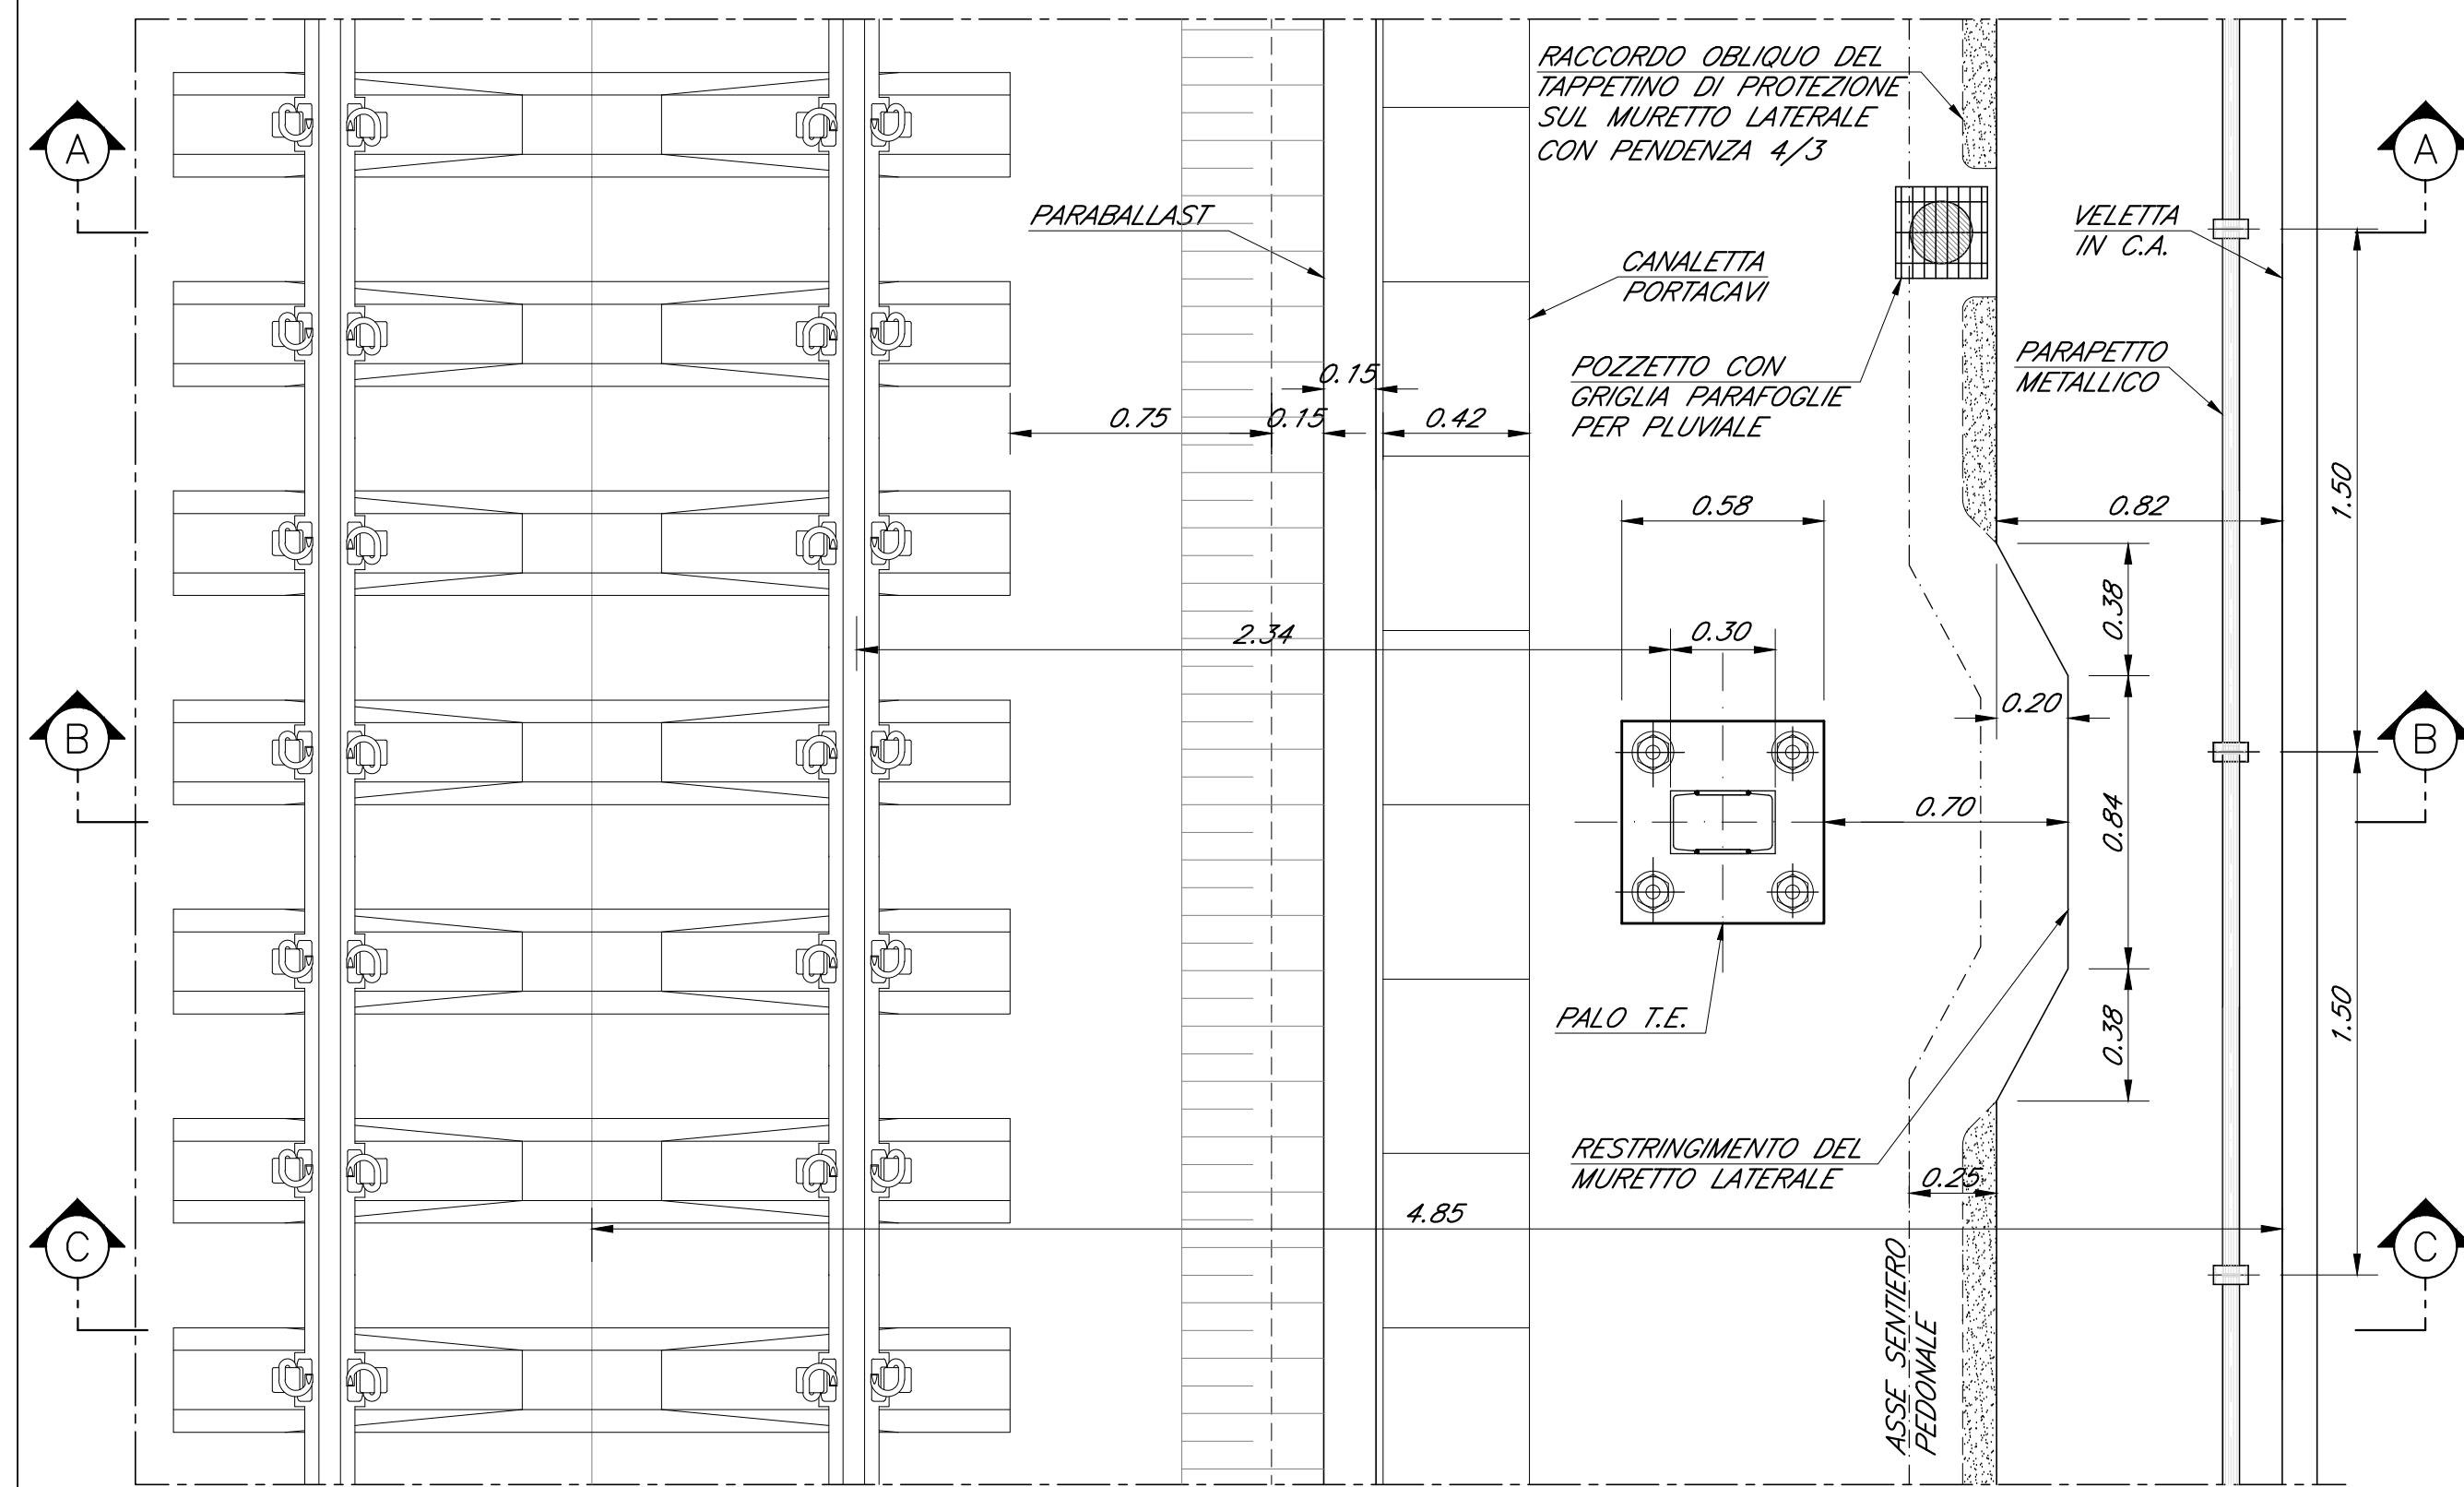 RACCORDO OBLIQUO DEL
TAPPETINO DI PROTEZIONE
SUL MURETTO LATERALE
CON PENDENZA 4/3
A
A
PARABALLAST
VELETTA
IN C.A.
CANALETTA
PORTACAVI
PARAPETTO
METALLICO
POZZETTO CON
GRIGLIA PARAFOGLIE
PER PLUVIALE
0.15
0.75
0.15
0.42
0.58
0.82
1.50
0.38
2.34
0.30
0.20
B
B
0.70
0.84
PALO T.E.
1.50
0.38
RESTRINGIMENTO DEL
MURETTO LATERALE
0.25
4.85
C
C
ASSE SENTIERO
PEDONALE